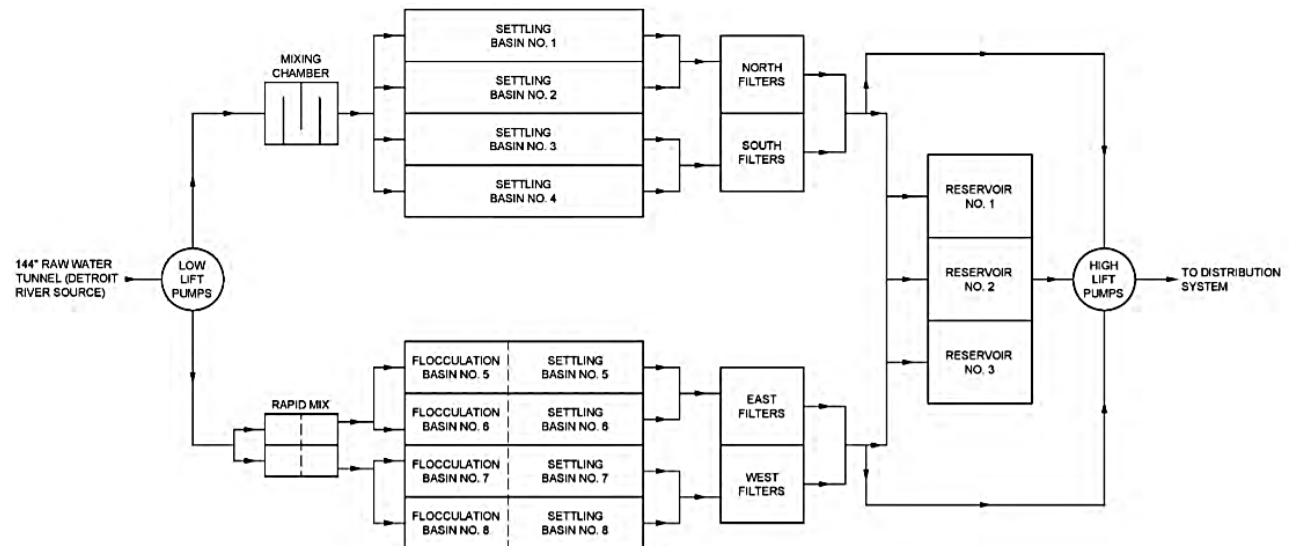 MIXING
CHAMBER
SETTLING
BASIN NO. 1
SETTLING
BASIN NO. 2
SETTLING
BASIN NO. 3
SETTLING
BASIN NO. 4
NORTH
FILTERS
SOUTH
FILTERS
144" RAW WATER
TUNNEL (DETROIT
RIVER SOURCE)
LOW
LIFT
PUMPS
RESERVOIR
NO. 1
RESERVOIR
NO. 2
RESERVOIR
NO. 3
HIGH
LIFT
PUMPS
TO DISTRIBUTION
SYSTEM
RAPID MIX
FLOCCULATION
BASIN NO. 5
SETTLING
BASIN NO. 5
FLOCCULATION
BASIN NO. 6
SETTLING
BASIN NO. 6
FLOCCULATION
BASIN NO. 7
SETTLING
BASIN NO. 7
FLOCCULATION
BASIN NO. 8
SETTLING
BASIN NO. 8
EAST
FILTERS
WEST
FILTERS